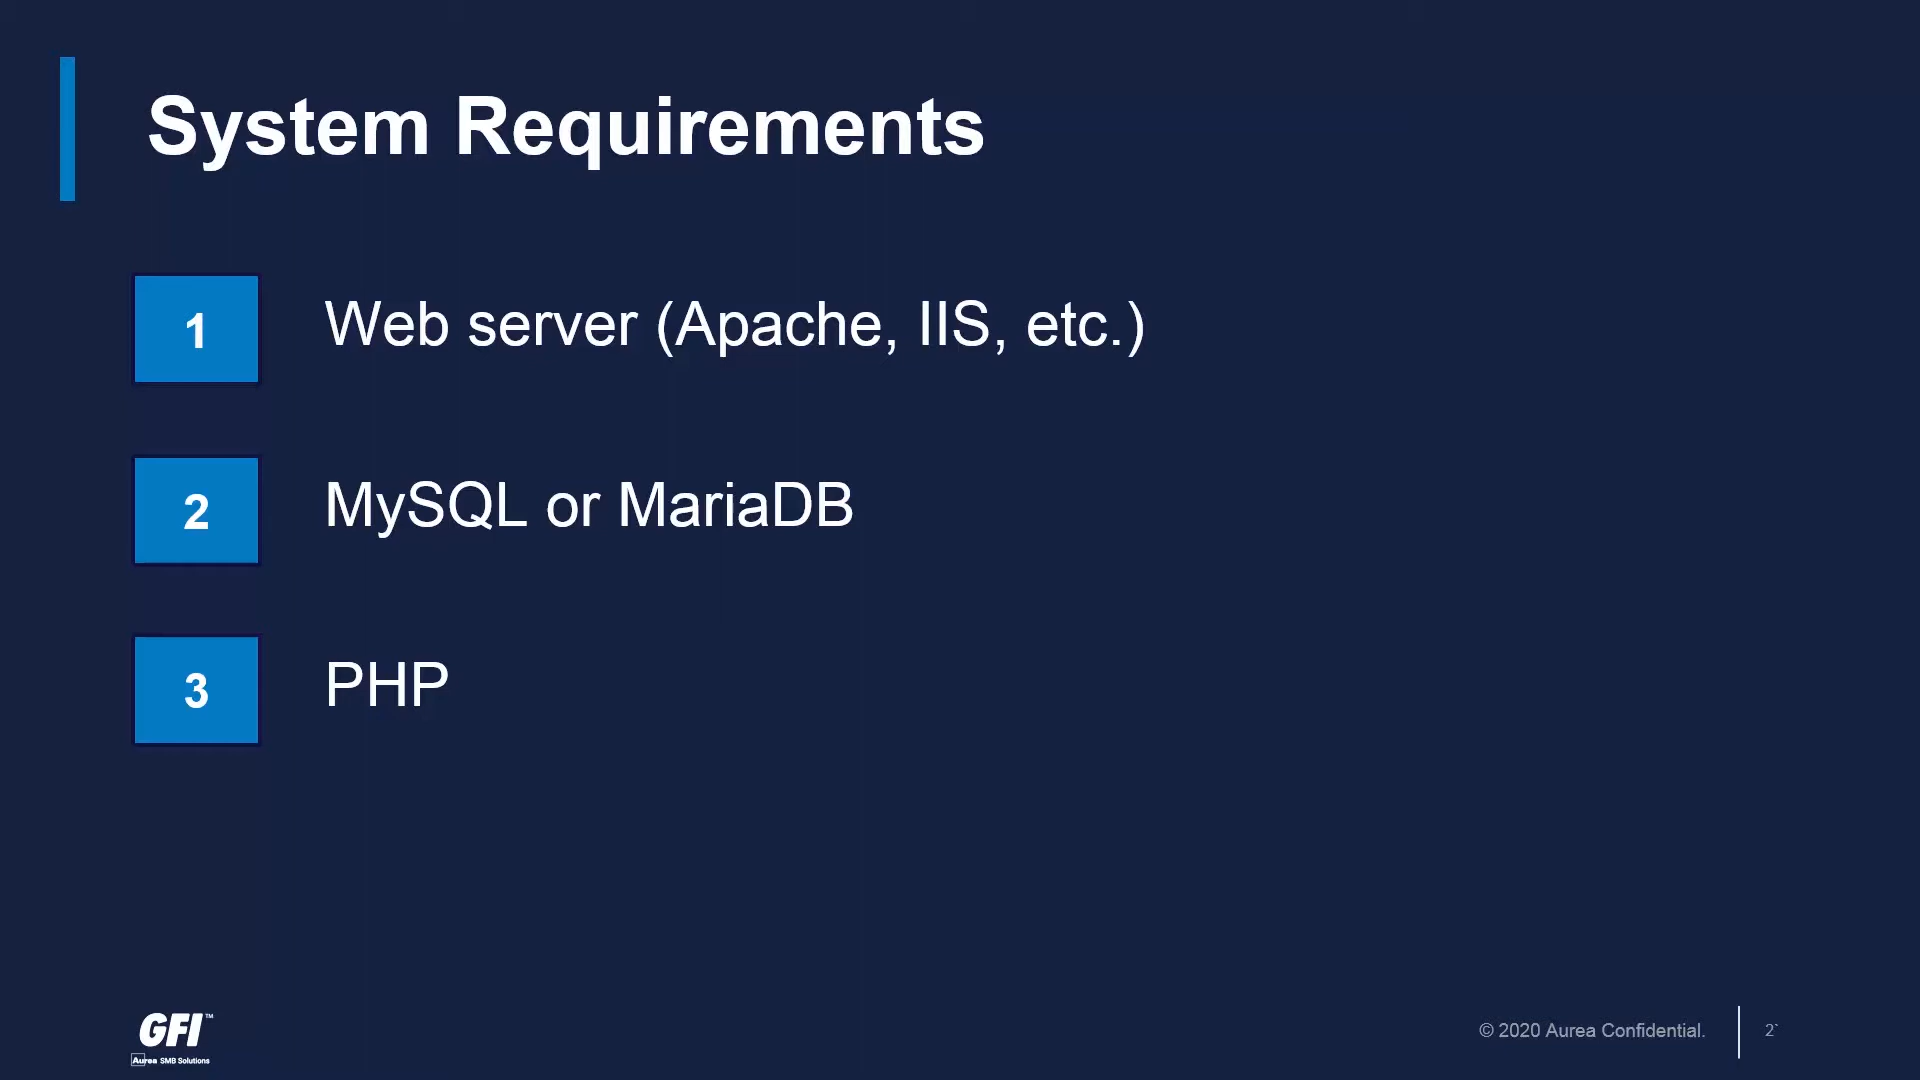 System Requirements
1 Web server (Apache, IIS, etc.)
2 MySQL or MariaDB
3 PHP
GFI™
Aurea SMB Solutions
© 2020 Aurea Confidential.
2`